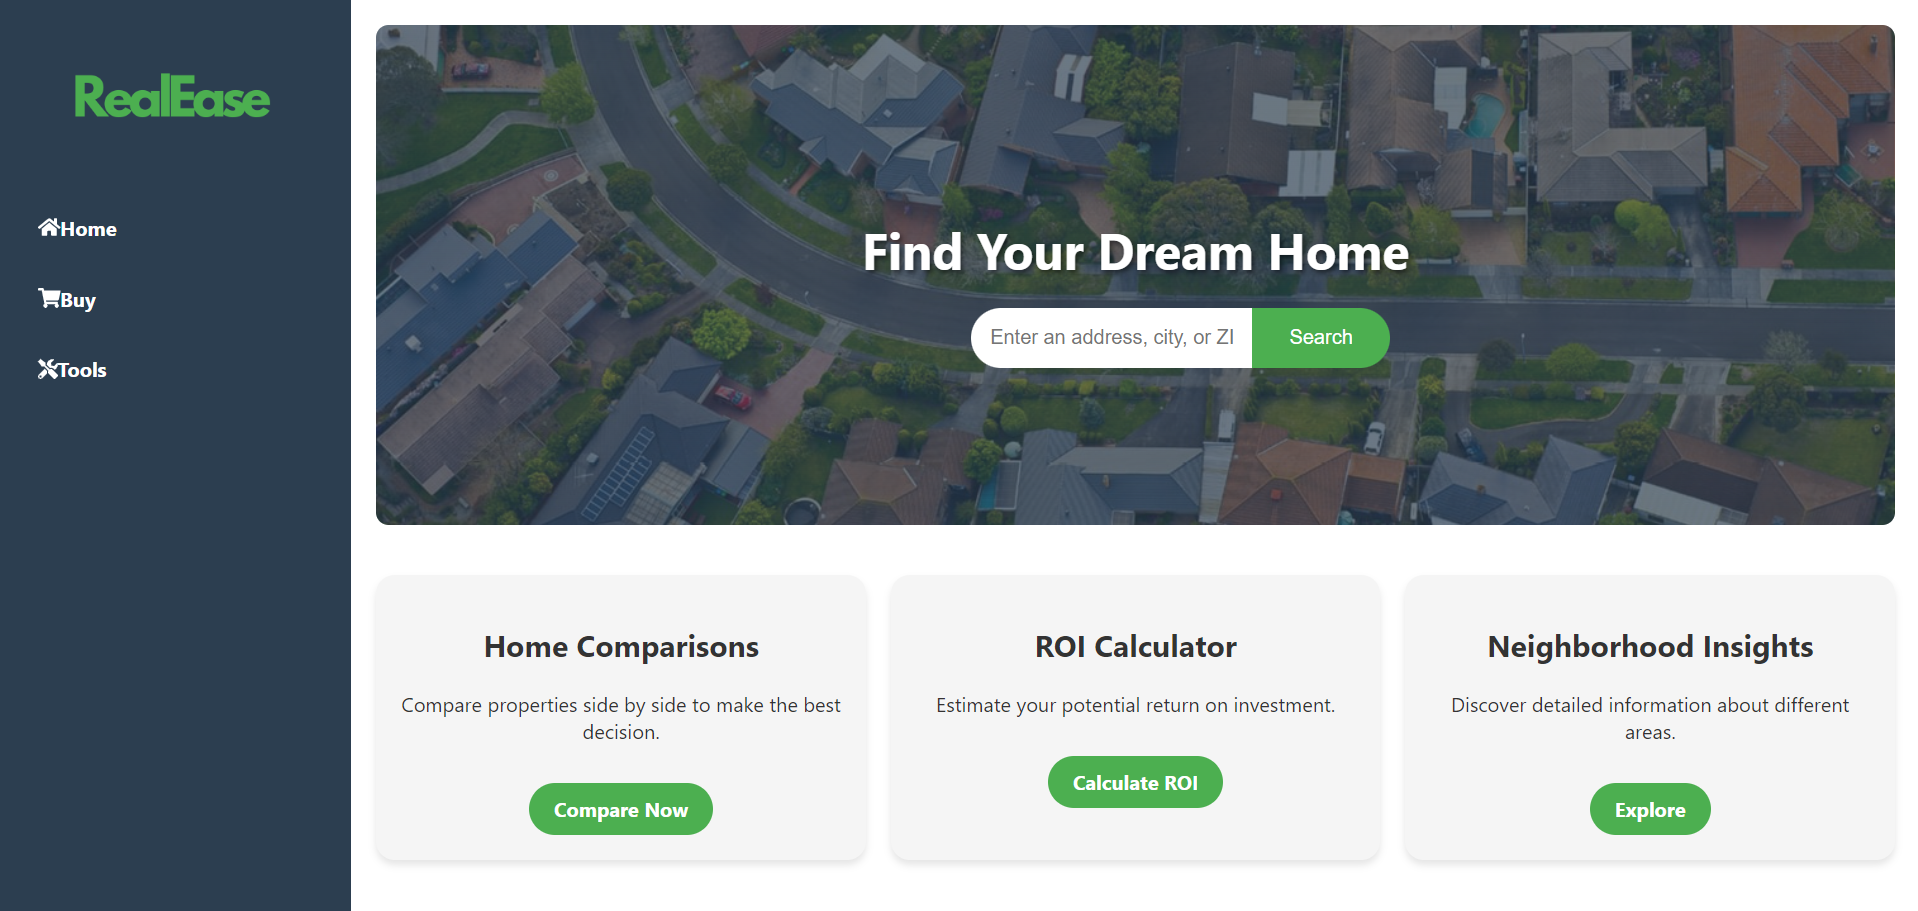 RealEase
Home
Buy
Tools
Find Your Dream Home
Enter an address, city, or ZI
Search
Home Comparisons
Compare properties side by side to make the best
decision.
Compare Now
ROI Calculator
Estimate your potential return on investment.
Calculate ROI
Neighborhood Insights
Discover detailed information about different
areas.
Explore